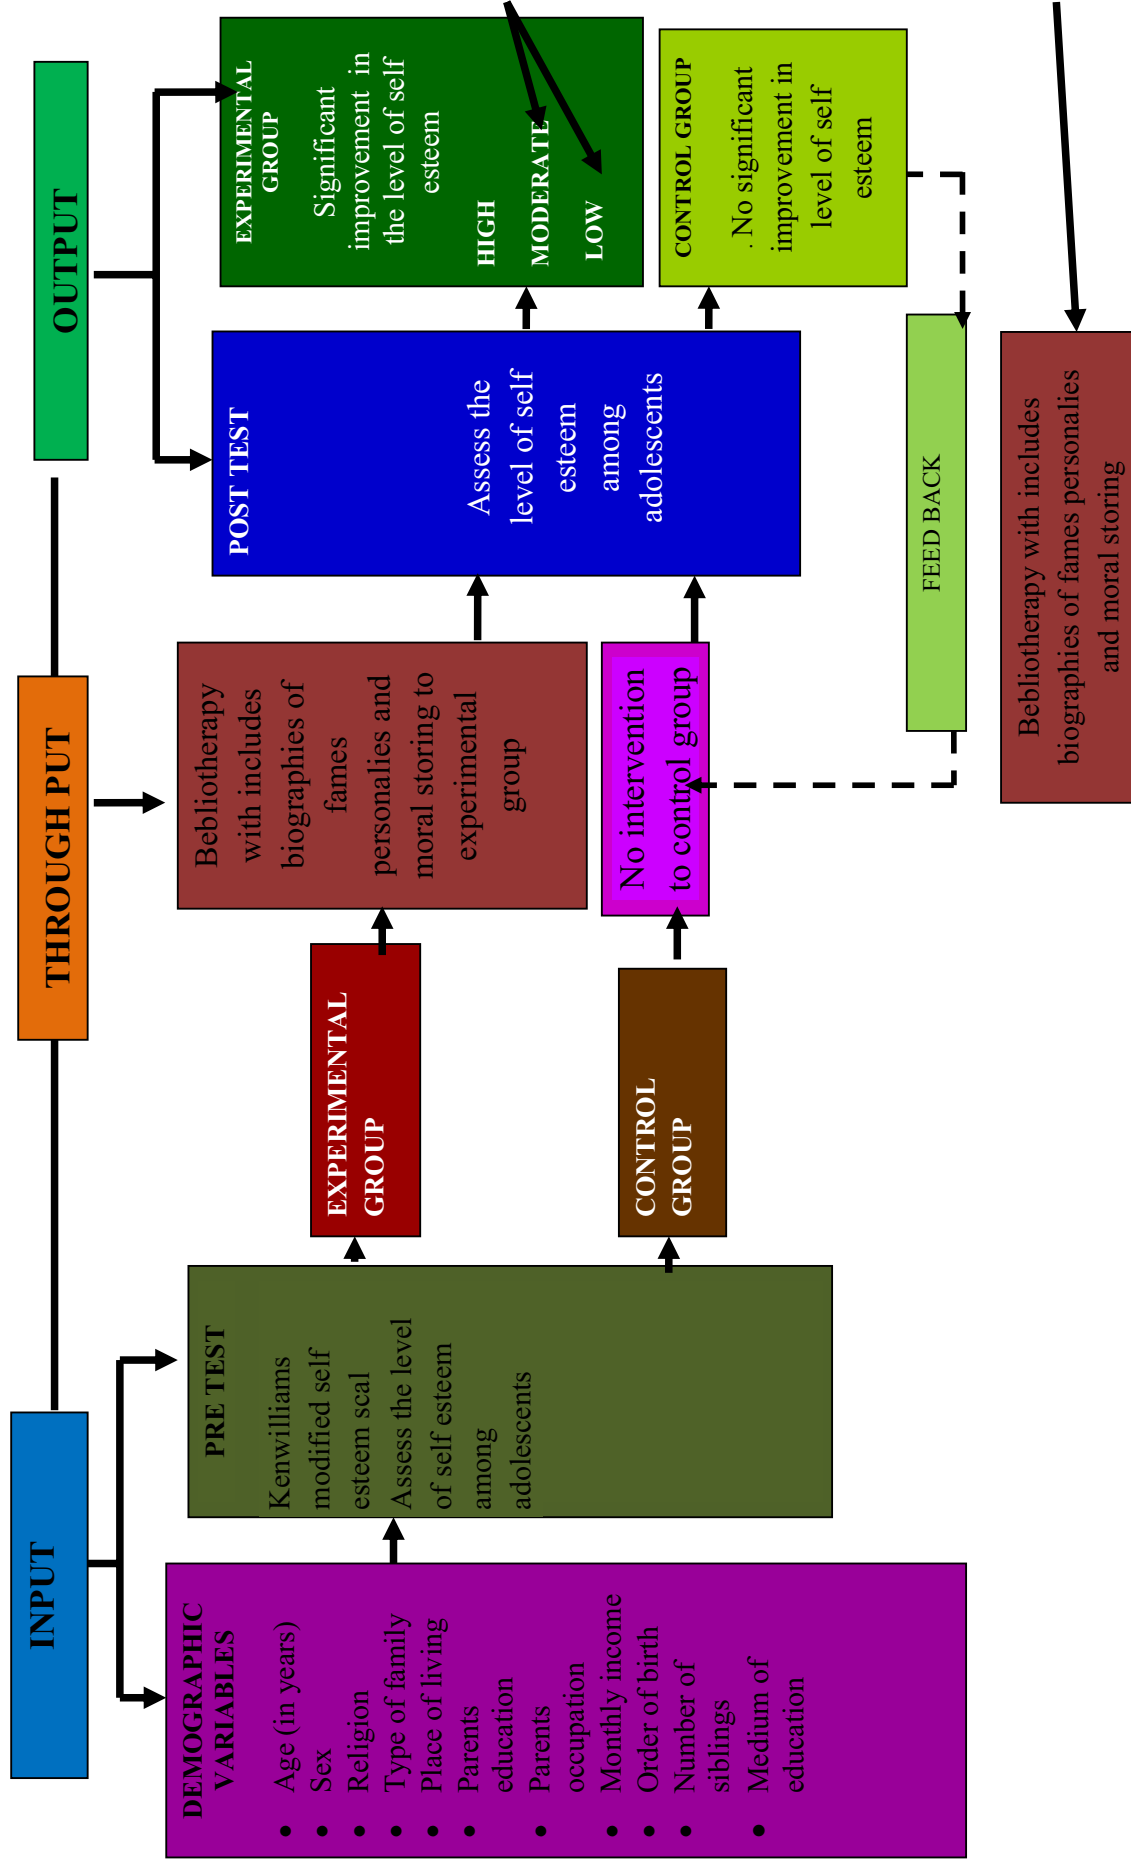 INPUT
THROUGH PUT
OUTPUT
DEMOGRAPHIC
VARIABLES
• Age (in years)
• Sex
• Religion
• Type of family
• Place of living
• Parents
education
• Parents
occupation
• Monthly income
• Order of birth
• Number of
siblings
• Medium of
education
PRE TEST
Kenwilliams
modified self
esteem scal
Assess the level
of self esteem
among
adolescents
EXPERIMENTAL
GROUP
CONTROL
GROUP
Bebliotherapy
with includes
biographies of
fames
personalies and
moral storing to
experimental
group
No intervention
to control group
POST TEST
Assess the
level of self
esteem
among
adolescents
EXPERIMENTAL
GROUP
Significant
improvement in
the level of self
esteem
HIGH
MODERATE
LOW
CONTROL GROUP
. No significant
improvement in
level of self
esteem
FEED BACK
Bebliotherapy with includes
biographies of fames personalies
and moral storing